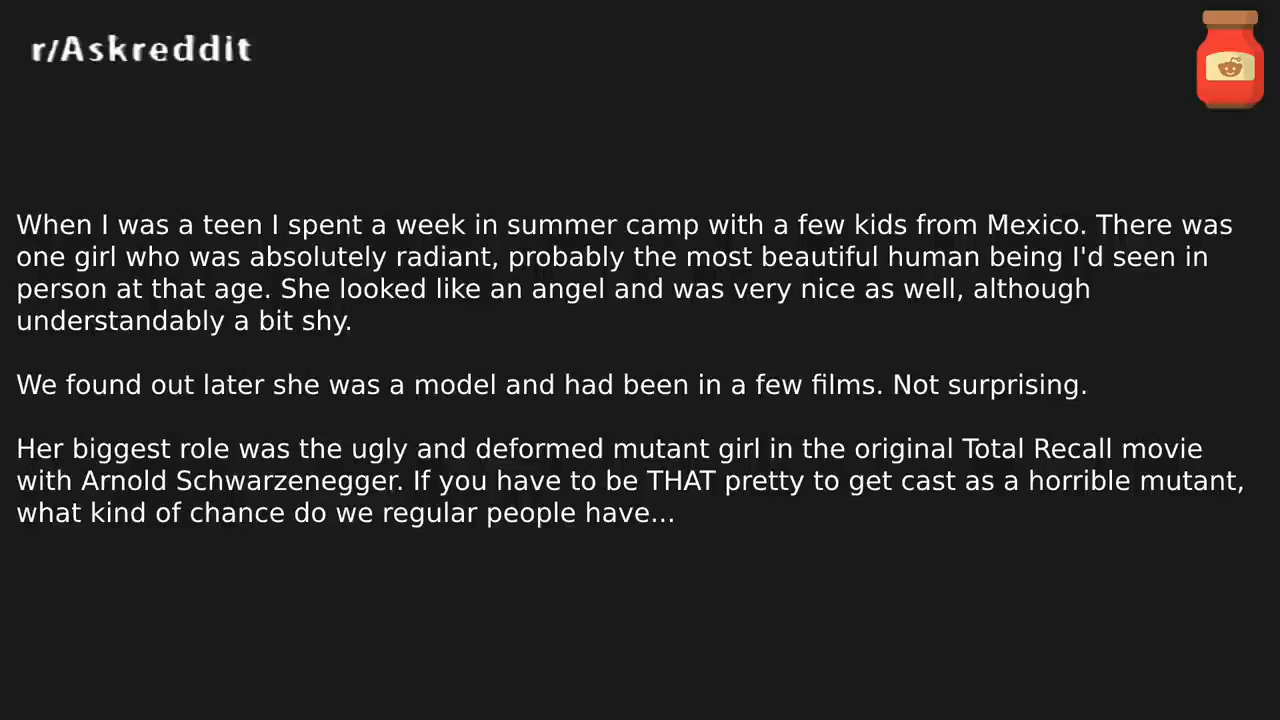 r/Askreddit
When I was a teen I spent a week in summer camp with a few kids from Mexico. There was
one girl who was absolutely radiant, probably the most beautiful human being I'd seen in
person at that age. She looked like an angel and was very nice as well, although
understandably a bit shy.
We found out later she was a model and had been in a few films. Not surprising.
Her biggest role was the ugly and deformed mutant girl in the original Total Recall movie
with Arnold Schwarzenegger. If you have to be THAT pretty to get cast as a horrible mutant,
what kind of chance do we regular people have...